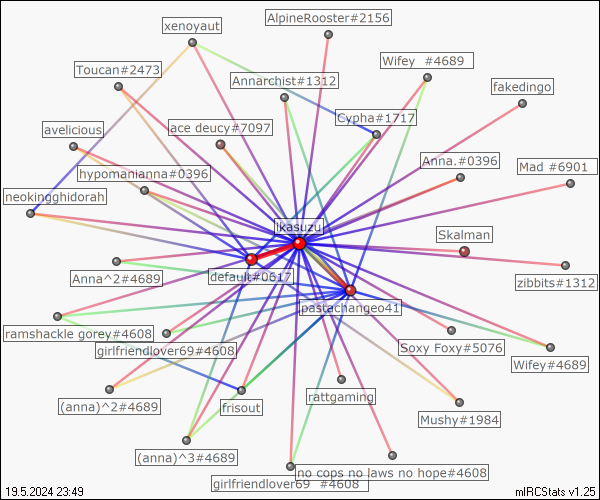 AlpineRooster#2156
xenoyaut
Wifey  #4689
Toucan#2473
Annarchist#1312
fakedingo
Cypha#1717
avelicious
ace deucy#7097
Anna.#0396
Mad #6901
hypomanianna#0396
neokingghidorah
ikasuzu
Skalman
Anna^2#4689
default#0617
zibbits#1312
pastachangeo41
ramshackle gorey#4608
girlfriendlover69#4608
Soxy Foxy#5076
Wifey#4689
(anna)^2#4689
frisout
rattgaming
Mushy#1984
(anna)^3#4689
no cops no laws no hope#4608
girlfriendlover69  #4608
19.5.2024 23:49
mIRCStats v1.25